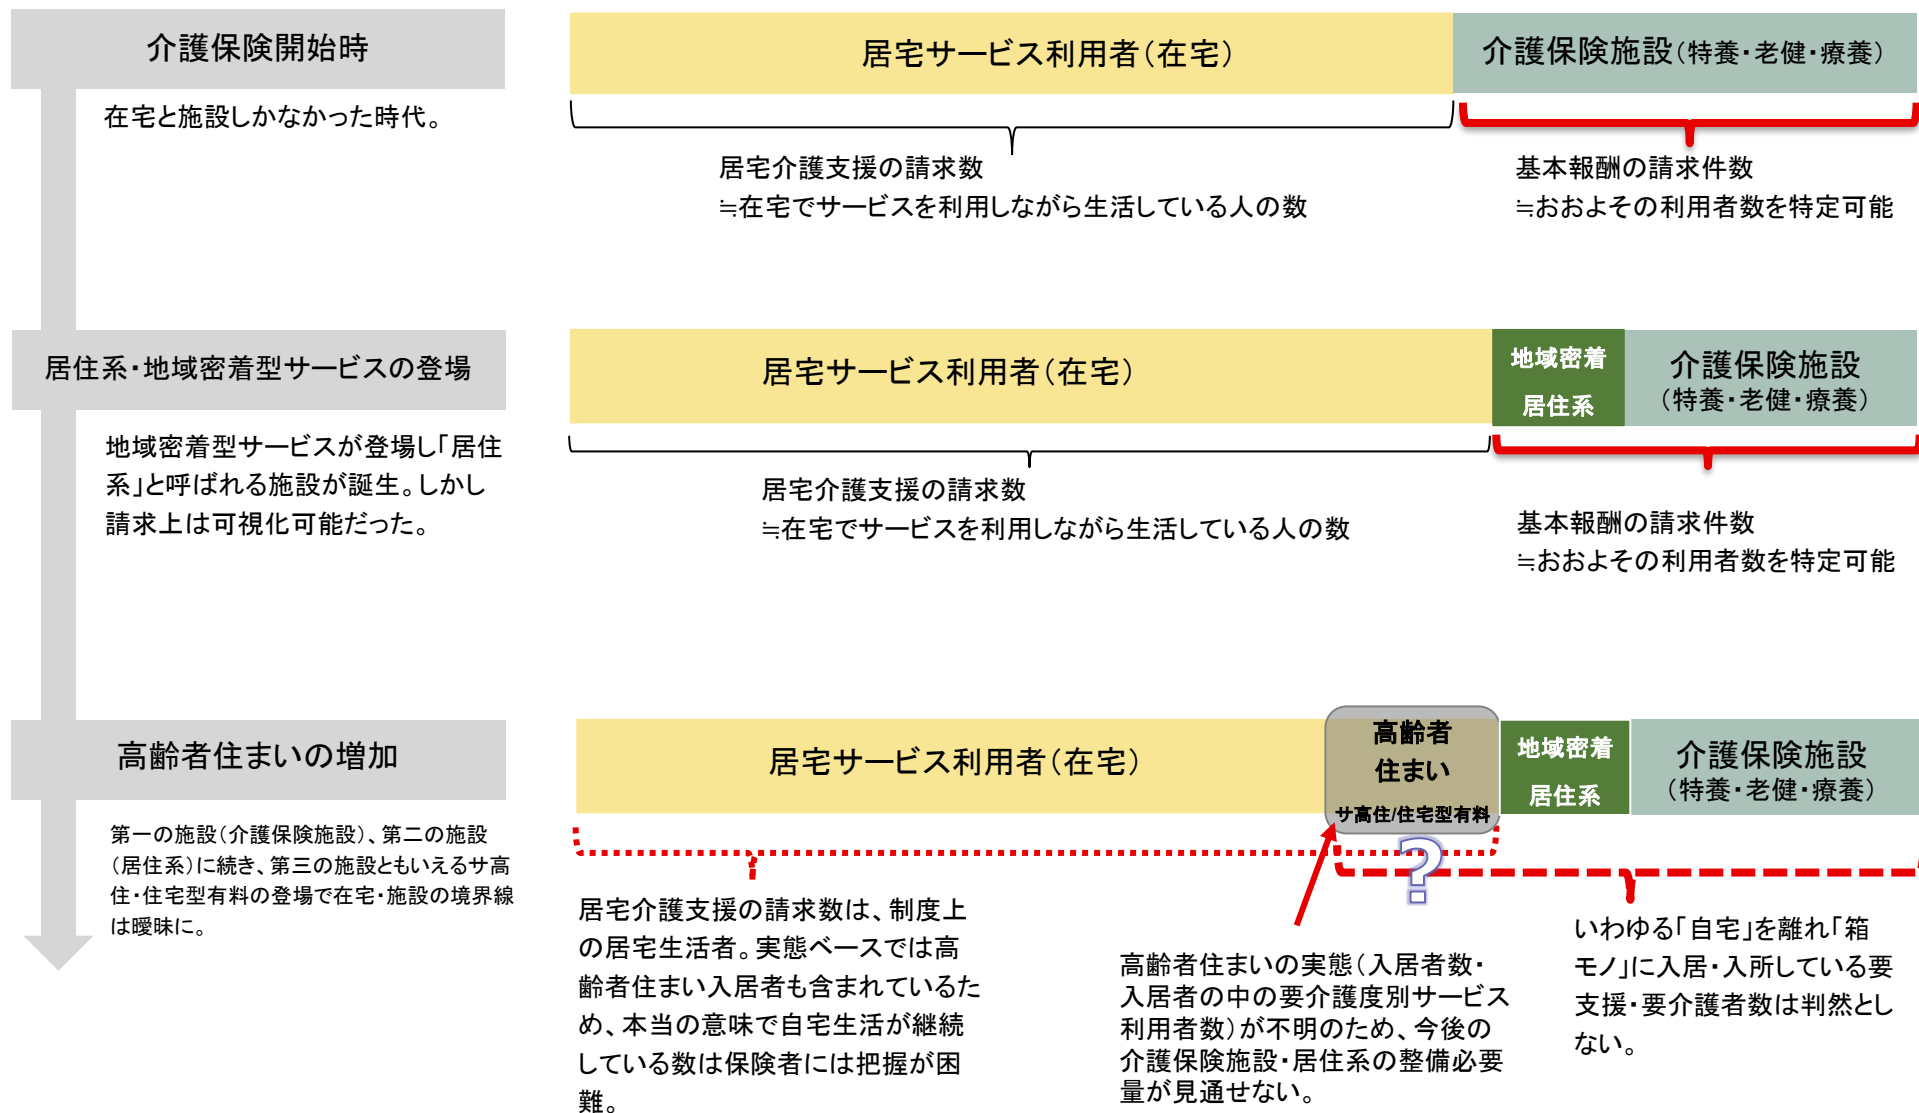 介護保険開始時
在宅と施設しかなかった時代。
居宅サービス利用者（在宅）
介護保険施設（特養・老健・療養）
居宅介護支援の請求数
≒在宅でサービスを利用しながら生活している人の数
基本報酬の請求件数
≒おおよその利用者数を特定可能
居住系・地域密着型サービスの登場
地域密着型サービスが登場し「居住
系」と呼ばれる施設が誕生。しかし
請求上は可視化可能だった。
居宅サービス利用者（在宅）
地域密着
居住系
介護保険施設
（特養・老健・療養）
居宅介護支援の請求数
≒在宅でサービスを利用しながら生活している人の数
基本報酬の請求件数
≒おおよその利用者数を特定可能
高齢者住まいの増加
第一の施設（介護保険施設）、第二の施設
（居住系）に続き、第三の施設ともいえるサ高
住・住宅型有料の登場で在宅・施設の境界線
は曖昧に。
居宅サービス利用者（在宅）
高齢者
住まい
サ高住/住宅型有料
地域密着
居住系
介護保険施設
（特養・老健・療養）
?
居宅介護支援の請求数は、制度上
の居宅生活者。実態ベースでは高
齢者住まい入居者も含まれているた
め、本当の意味で自宅生活が継続
している数は保険者には把握が困
難。
高齢者住まいの実態（入居者数・
入居者の中の要介護度別サービス
利用者数）が不明のため、今後の
介護保険施設・居住系の整備必要
量が見通せない。
いわゆる「自宅」を離れ「箱
モノ」に入居・入所している要
支援・要介護者数は判然とし
ない。